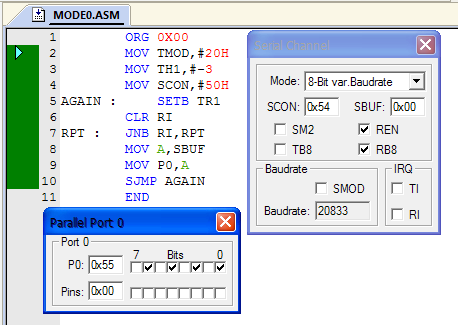 MODE0.ASM
1 ORG 0X00
2 MOV TMOD,#20H
3 MOV TH1,#-3
4 MOV SCON,#50H
5 AGAIN : SETB TR1
6 CLR RI
7 RPT : JNB RI,RPT
8 MOV A,SBUF
9 MOV P0,A
10 SJMP AGAIN
11 END
Serial Channel
Mode: 8-Bit var.Baudrate
SCON: 0x54 SBUF: 0x00
SM2 REN
TB8 RB8
Baudrate IRQ
SMOD TI
Baudrate: 20833 RI
Parallel Port 0
Port 0
P0: 0x55 7 Bits 0
Pins: 0x00